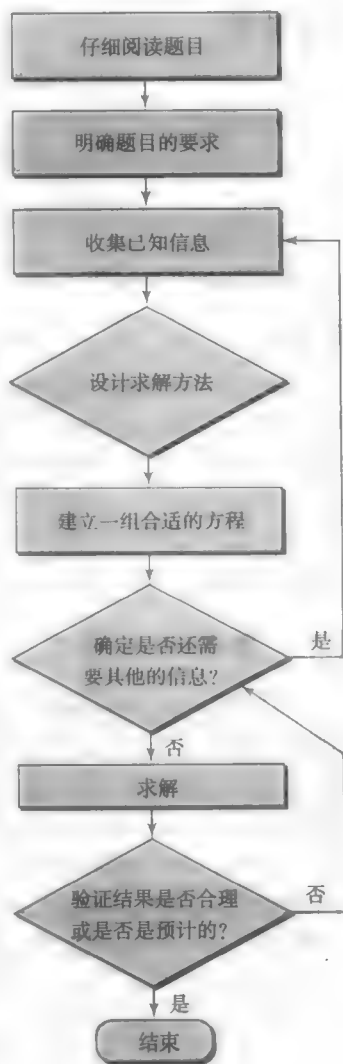 仔细阅读题目
明确题目的要求
收集已知信息
设计求解方法
建立一组合适的方程
确定是否还需
要其他的信息?
是
否
求解
验证结果是否合理
或是否是预计的?
否
是
结束